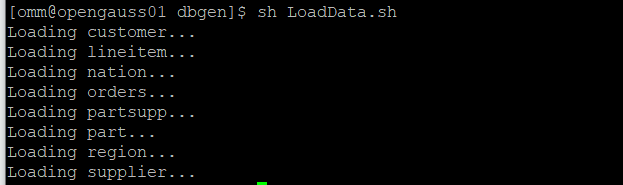 [omm@opengauss01 dbgen]$ sh LoadData.sh
Loading customer...
Loading lineitem...
Loading nation...
Loading orders...
Loading partsupp...
Loading part...
Loading region...
Loading supplier...